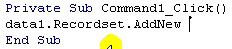 Private Sub Command1_Click()
data1.Recordset.AddNew
End Sub